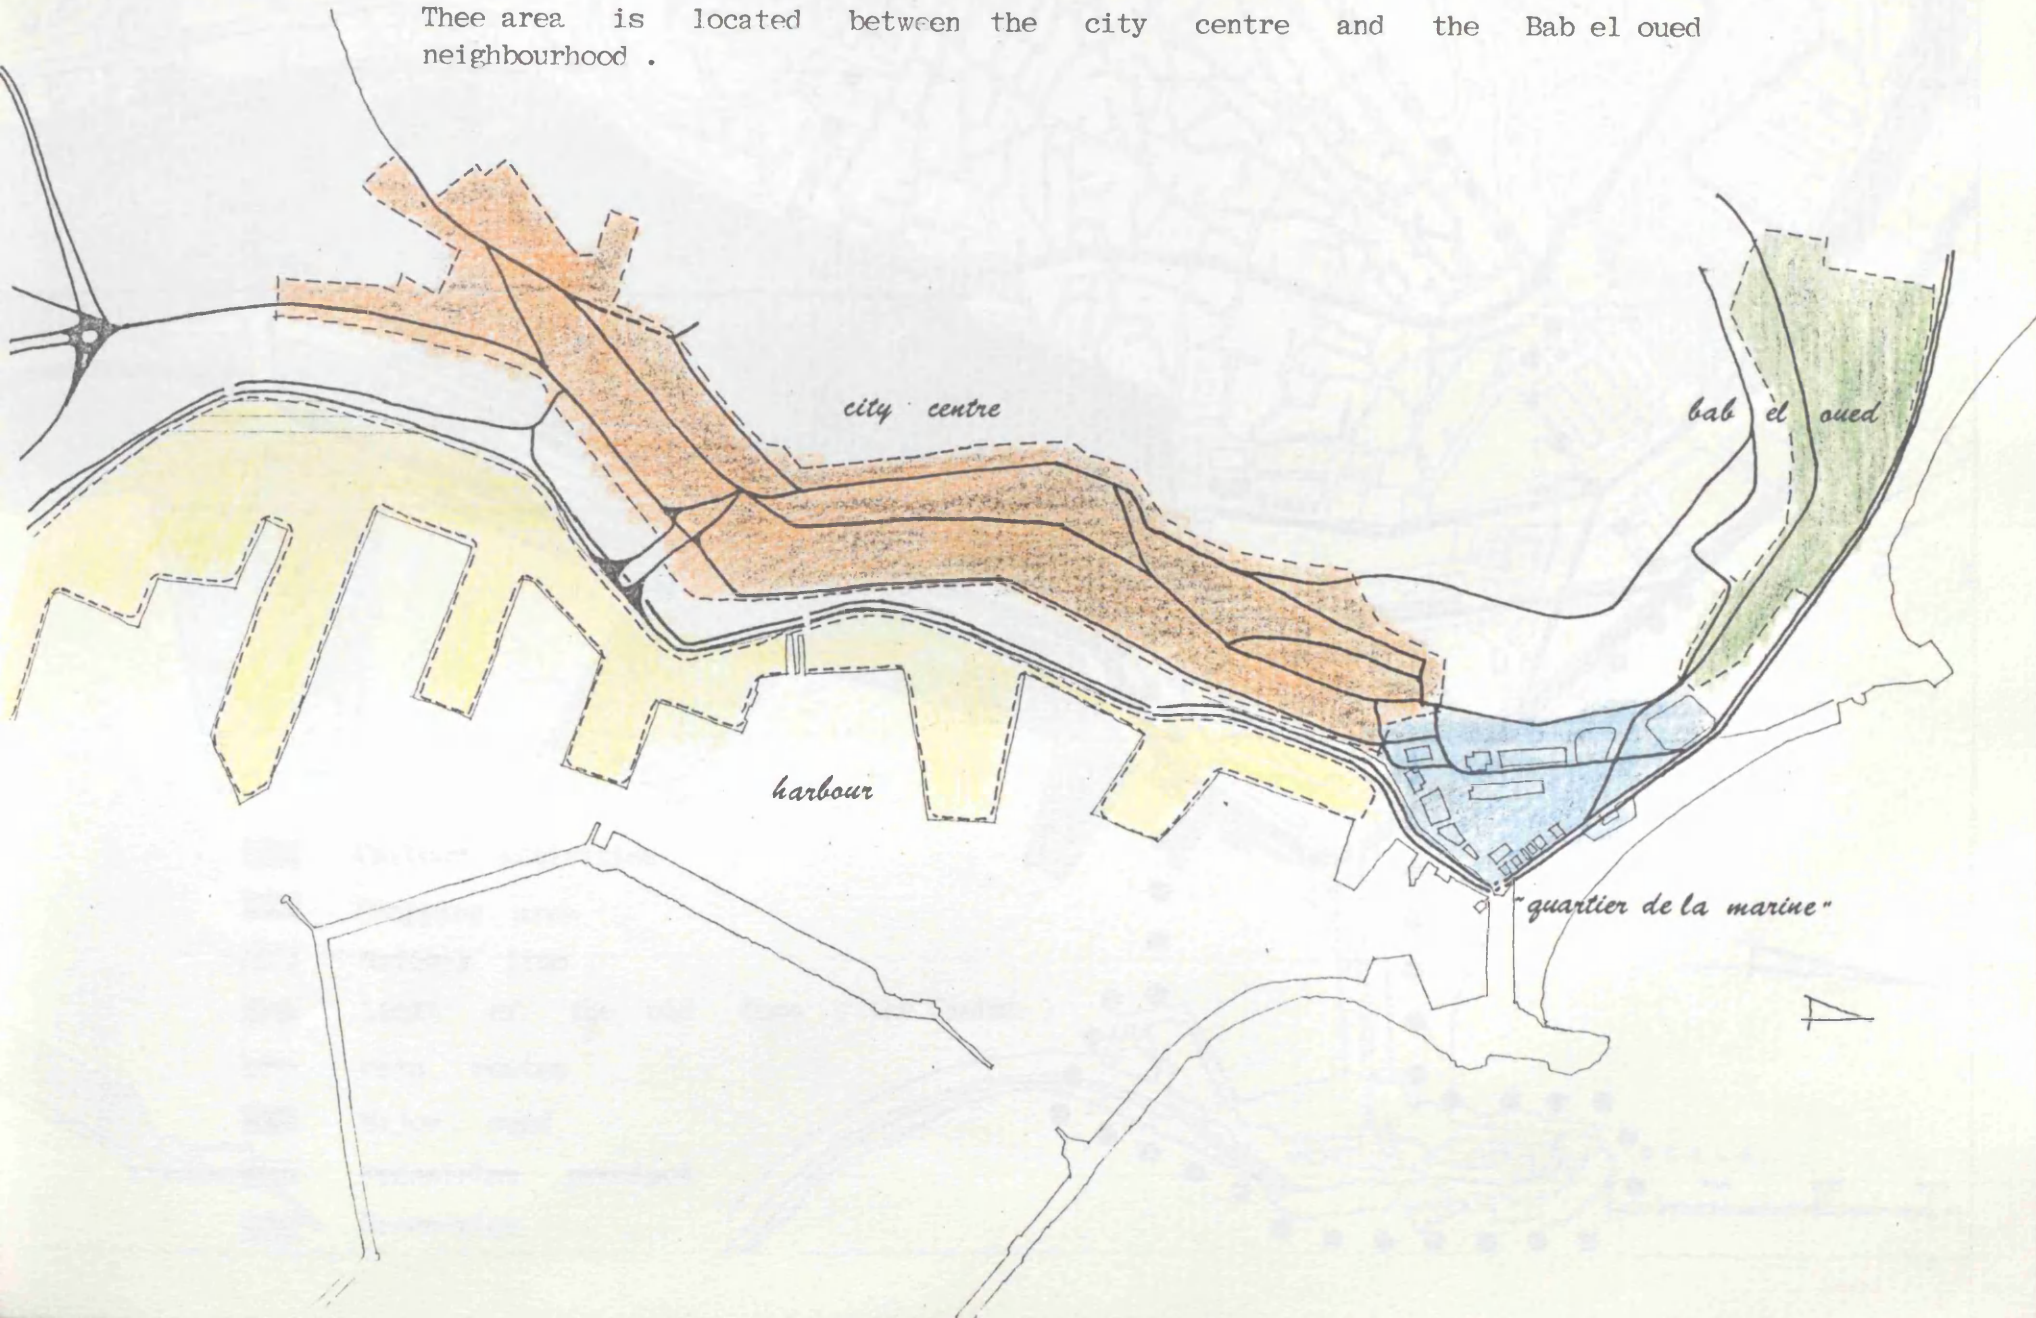 Thee area is located between the city centre and the Bab el oued
neighbourhood .
city centre
bab el oued
harbour
"quartier de la marine"